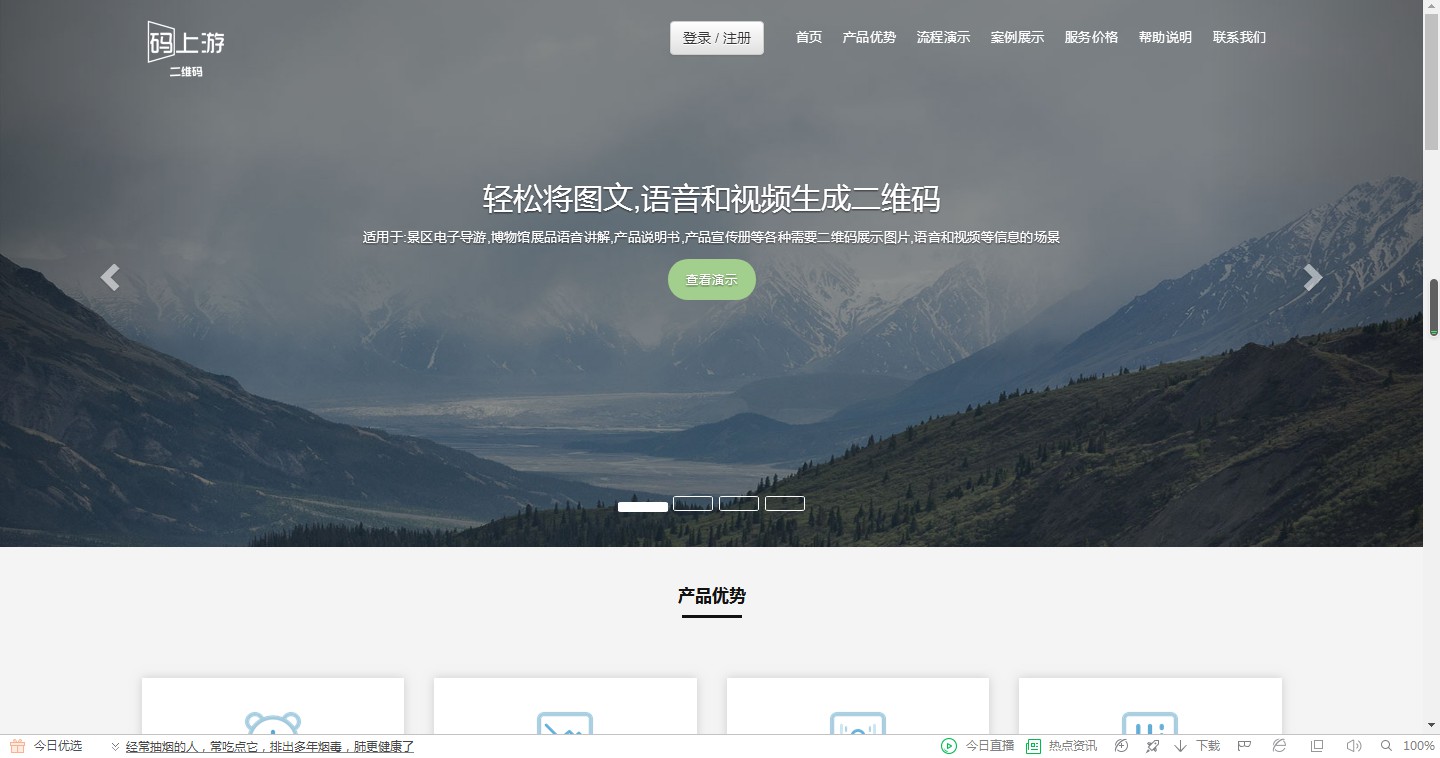 码上游
二维码
登录 / 注册 首页 产品优势 流程演示 案例展示 服务价格 帮助说明 联系我们
轻松将图文,语音和视频生成二维码
适用于:景区电子导游,博物馆展品语音讲解,产品说明书,产品宣传册等各种需要二维码展示图片,语音和视频等信息的场景
查看演示
产品优势
今日优选 经常抽烟的人，常吃点它，排出多年烟毒，肺更健康了 今日直播 热点资讯 下载 100%